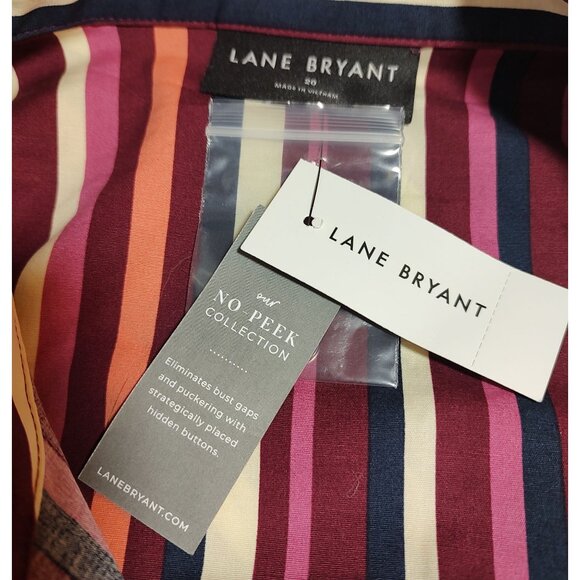 LANE BRYANT
20
MADE IN VIETNAM
LANE BRYANT
our
NO-PEEK
COLLECTION
Eliminates bust gaps
and puckering with
strategically placed
hidden buttons.
LANEBRYANT.COM